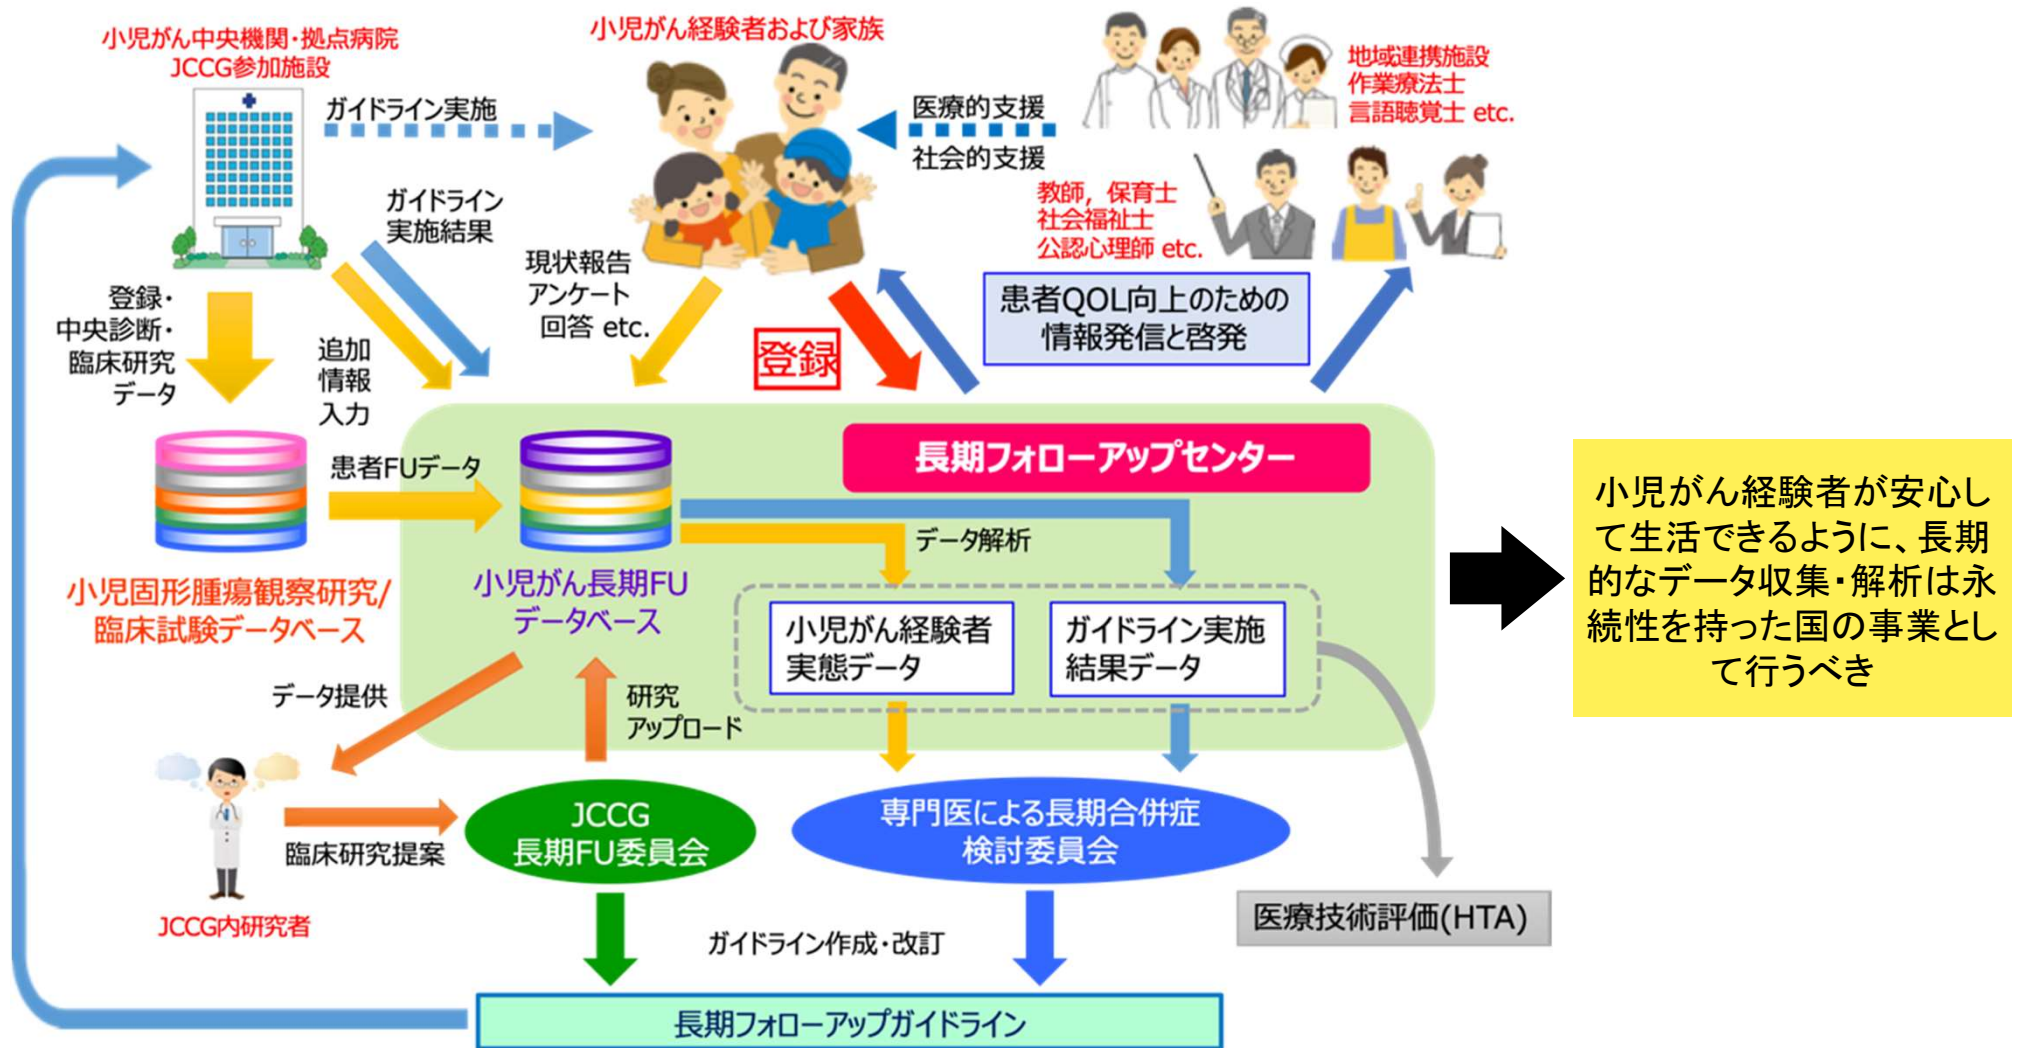 小児がん中央機関・拠点病院
JCCG参加施設
小児がん経験者および家族
地域連携施設
作業療法士
言語聴覚士 etc.
ガイドライン実施
医療的支援
社会的支援
教師，保育士
社会福祉士
公認心理師 etc.
ガイドライン
実施結果
現状報告
アンケート
回答 etc.
登録・
中央診断・
臨床研究
データ
追加
情報
入力
登録
患者QOL向上のための
情報発信と啓発
長期フォローアップセンター
患者FUデータ
データ解析
小児固形腫瘍観察研究/
臨床試験データベース
小児がん長期FU
データベース
小児がん経験者
実態データ
ガイドライン実施
結果データ
小児がん経験者が安心し
て生活できるように、長期
的なデータ収集・解析は永
続性を持った国の事業とし
て行うべき
データ提供
研究
アップロード
JCCG内研究者
臨床研究提案
JCCG
長期FU委員会
専門医による長期合併症
検討委員会
医療技術評価(HTA)
ガイドライン作成・改訂
長期フォローアップガイドライン